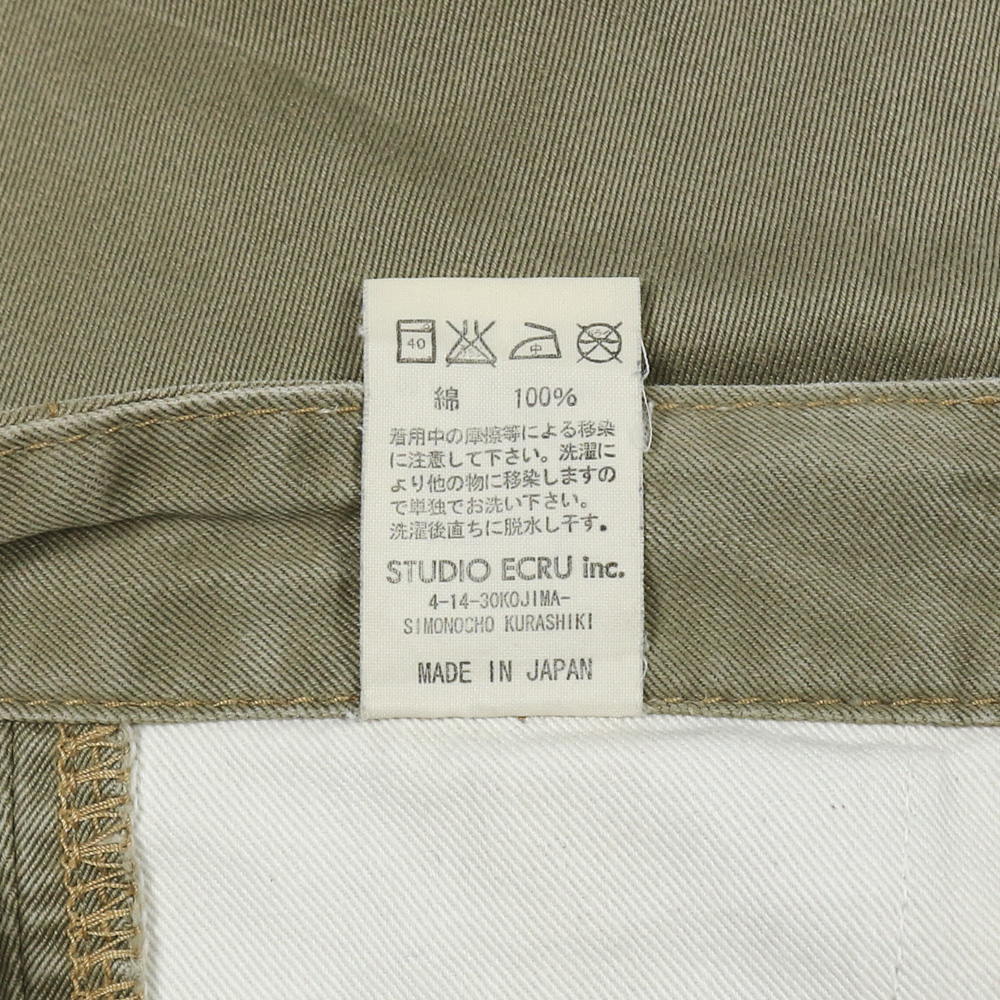 40 中
綿 100%
着用中の摩擦等による移染
に注意して下さい。洗濯に
より他の物に移染しますの
で単独でお洗い下さい。
洗濯後直ちに脱水し干す。
STUDIO ECRU inc.
4-14-30KOJIMA-
SIMONOCHO KURASHIKI
MADE IN JAPAN